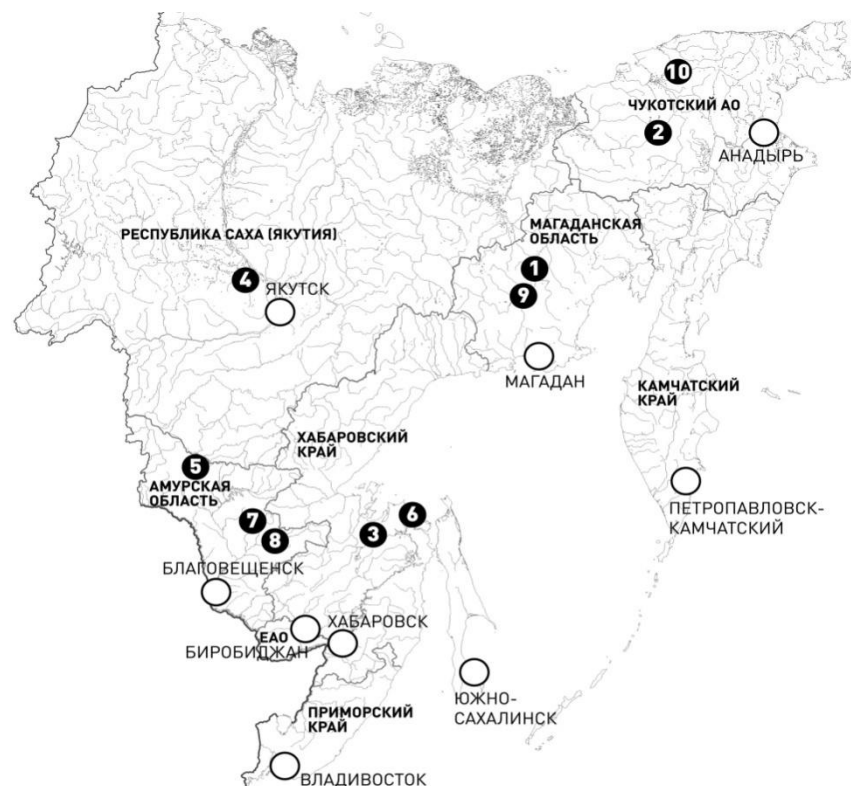 10
ЧУКОТСКИЙ АО
2
АНАДЫРЬ
МАГАДАНСКАЯ
ОБЛАСТЬ
РЕСПУБЛИКА САХА (ЯКУТИЯ)
1
4
ЯКУТСК
9
МАГАДАН
КАМЧАТСКИЙ
КРАЙ
ХАБАРОВСКИЙ
КРАЙ
5
АМУРСКАЯ
ОБЛАСТЬ
ПЕТРОПАВЛОВСК-
КАМЧАТСКИЙ
6
7
3
8
БЛАГОВЕЩЕНСК
ХАБАРОВСК
ЕАО
БИРОБИДЖАН
ЮЖНО-
САХАЛИНСК
ПРИМОРСКИЙ
КРАЙ
ВЛАДИВОСТОК